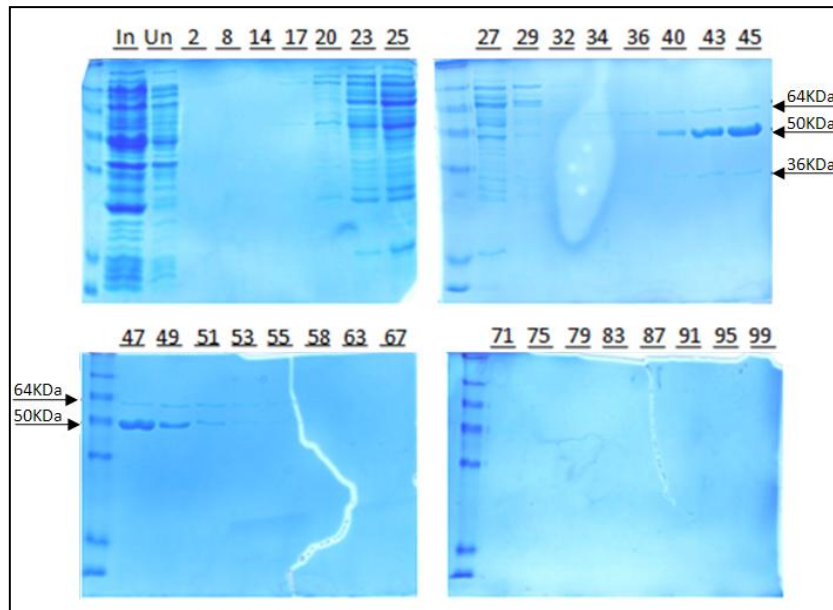 In Un 2 8 14 17 20 23 25
27 29 32 34 36 40 43 45
64KDa
50KDa
36KDa
47 49 51 53 55 58 63 67
64KDa
50KDa
71 75 79 83 87 91 95 99